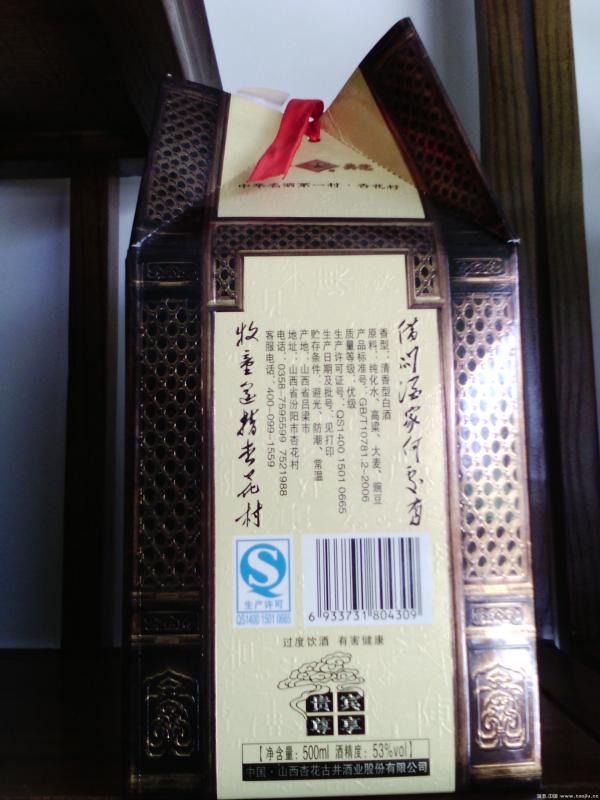 中华名酒第一村·杏花村
借问酒家何处有
香型：清香型白酒
原料：纯化水、高粱、大麦、豌豆
产品标准号：GB/T10781.2-2006
质量等级：优级
生产许可证号：QS1400 1501 0665
生产日期及批号：见打印
贮存条件：避光、防潮、常温
产地：山西省吕梁市
地址：山西省汾阳市杏花村
电话：0358-7595599 7521988
客服电话：400-099-1559
牧童遥指杏花村
生产许可
QS1400 1501 0665
6 933731 804309
过度饮酒 有害健康
贵宾
尊享
【净含量：500ml 酒精度：53%vol】
中国·山西杏花古井酒业股份有限公司